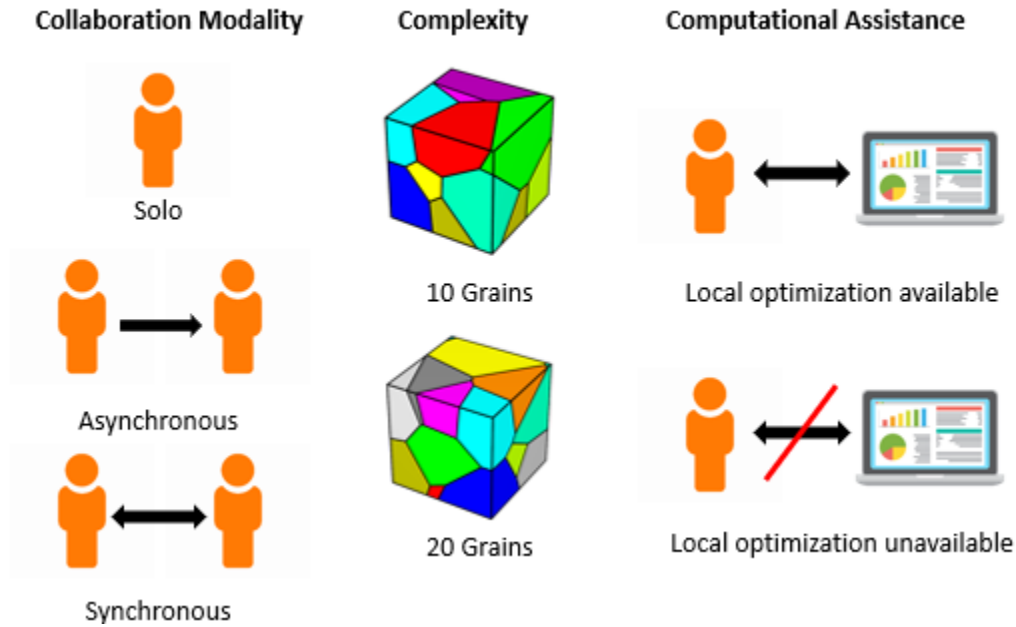 Collaboration Modality
Complexity
Computational Assistance
Solo
10 Grains
Local optimization available
Asynchronous
20 Grains
Local optimization unavailable
Synchronous